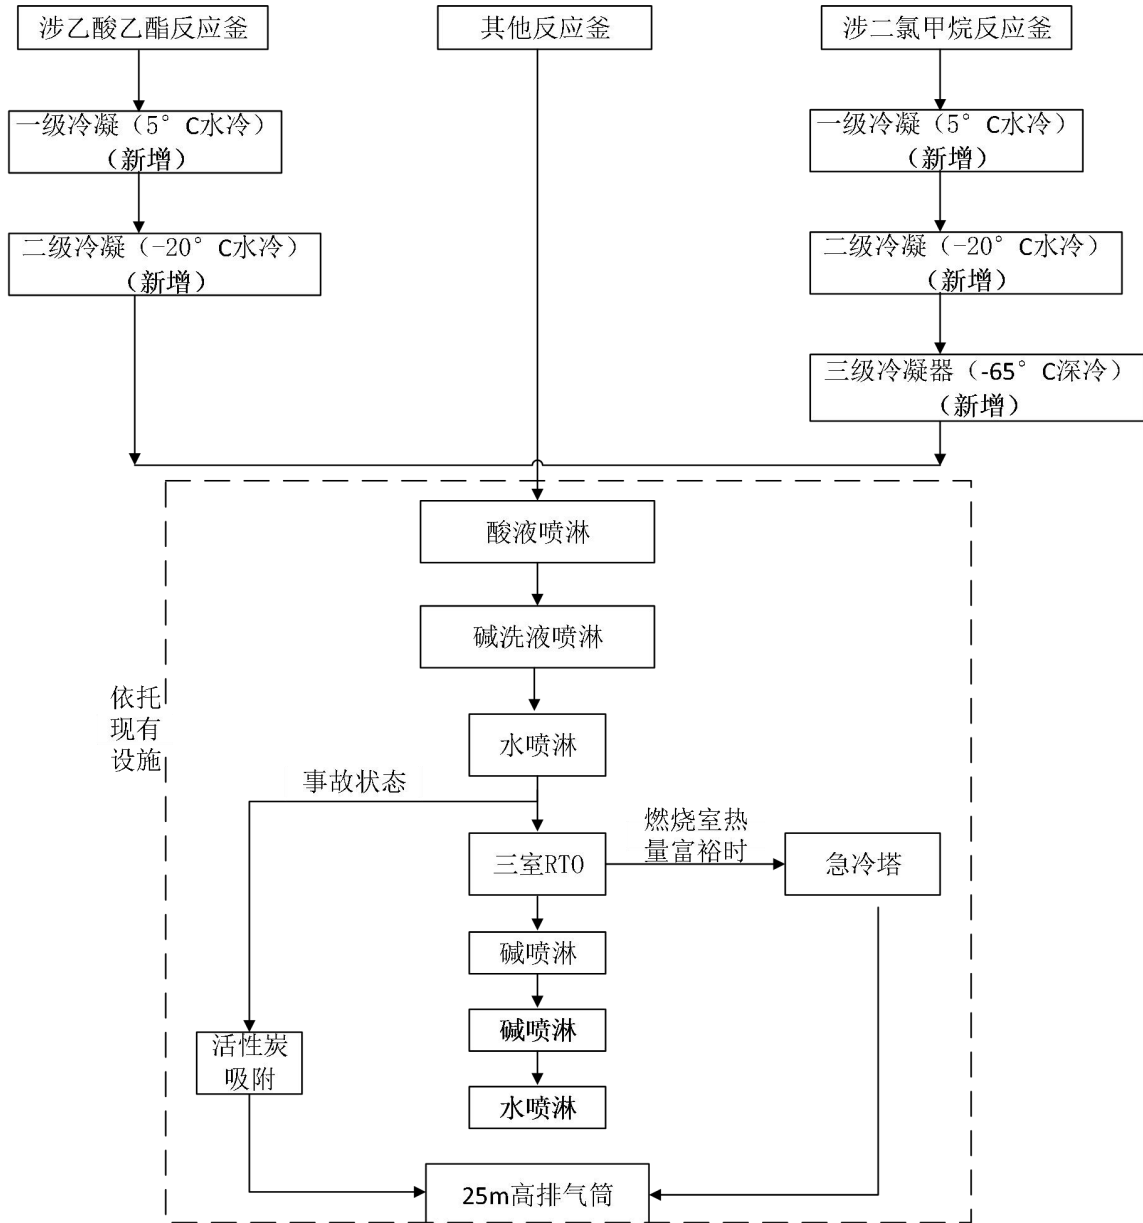 涉乙酸乙酯反应釜
其他反应釜
涉二氯甲烷反应釜
一级冷凝（5°C水冷）
（新增）
一级冷凝（5°C水冷）
（新增）
二级冷凝（-20°C水冷）
（新增）
二级冷凝（-20°C水冷）
（新增）
三级冷凝器（-65°C深冷）
（新增）
酸液喷淋
碱洗液喷淋
依托
现有
设施
水喷淋
事故状态
燃烧室热
量富裕时
三室RTO
急冷塔
碱喷淋
碱喷淋
活性炭
吸附
水喷淋
25m高排气筒